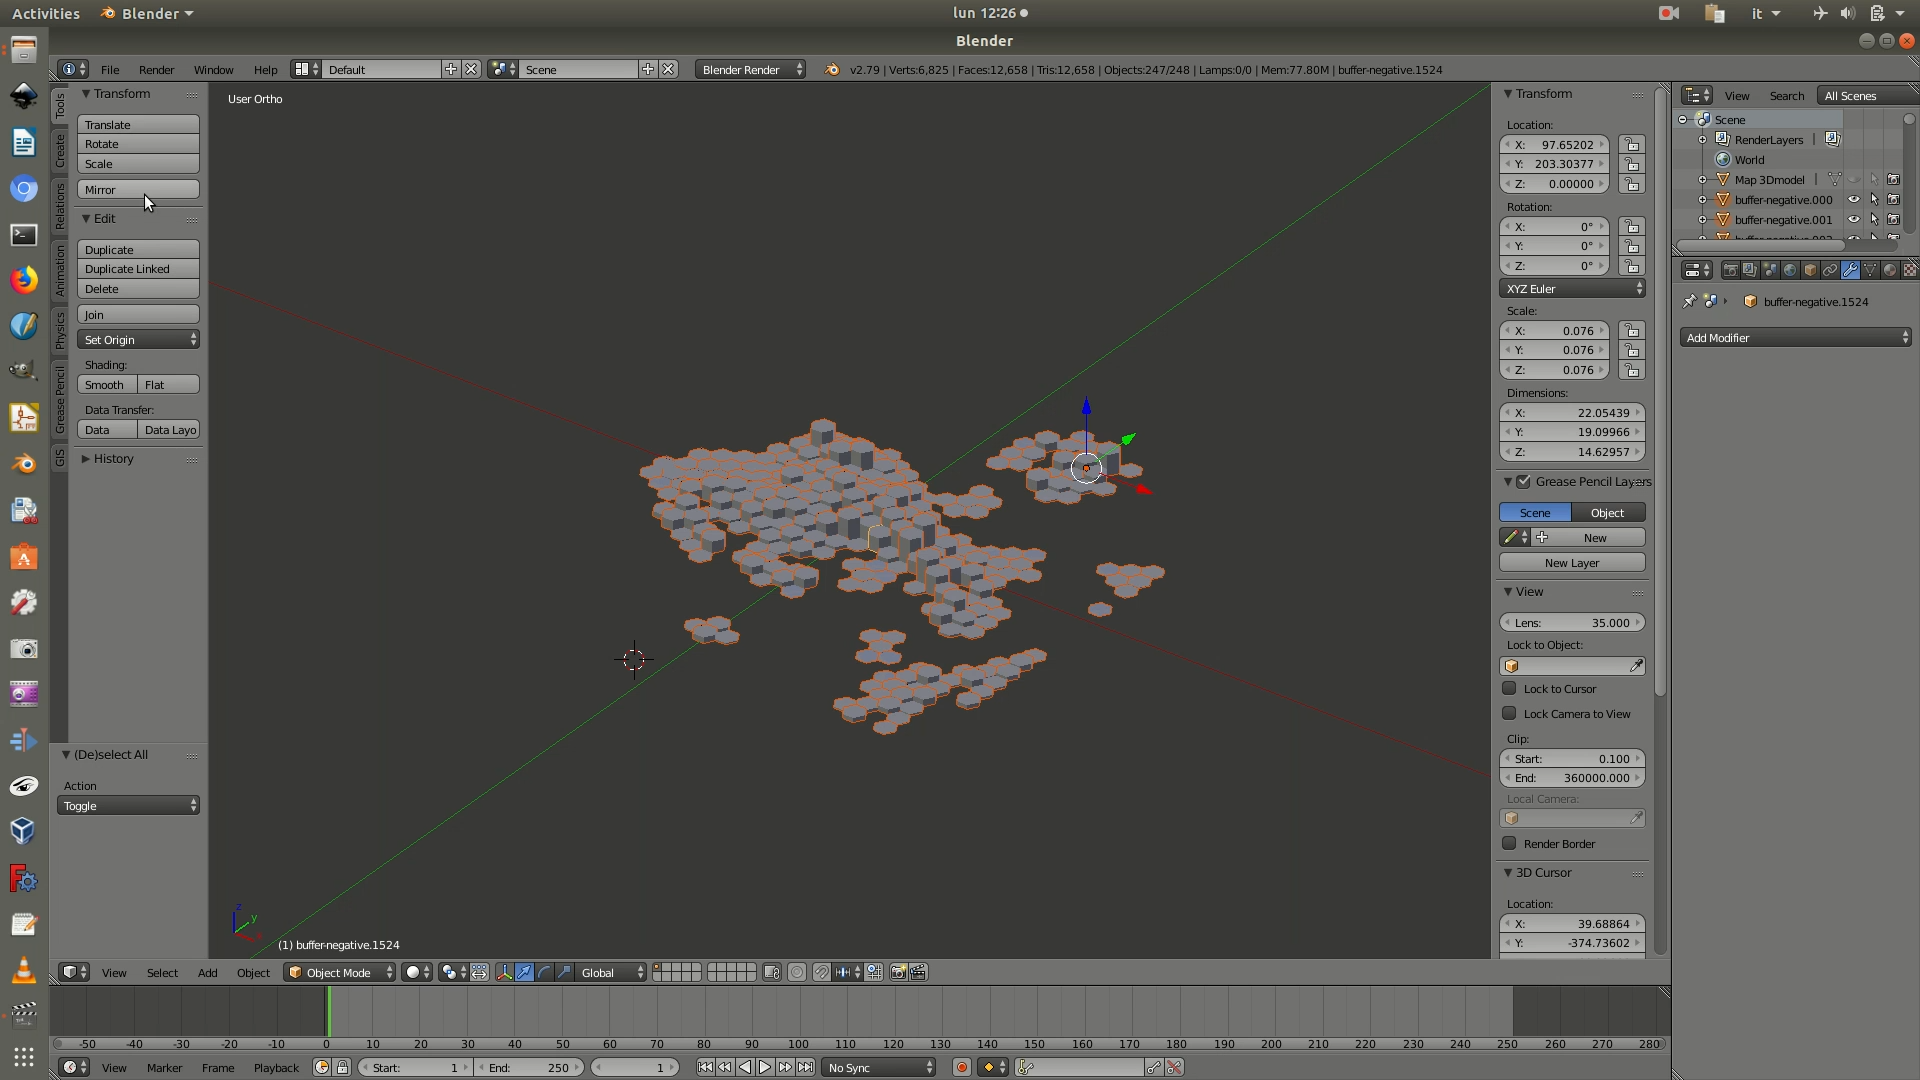 Activities Blender lun 12:26 it
Blender
File Render Window Help Default Scene Blender Render v2.79 | Verts:6,825 | Faces:12,658 | Tris:12,658 | Objects:247/248 | Lamps:0/0 | Mem:77.80M | buffer-negative.1524
Tools
Create
Relations
Animation
Physics
Grease Pencil
GIS
Transform
Translate
Rotate
Scale
Mirror
Edit
Duplicate
Duplicate Linked
Delete
Join
Set Origin
Shading:
Smooth Flat
Data Transfer:
Data Data Layo
History
(De)select All
Action
Toggle
User Ortho
z
y
(1) buffer-negative.1524
Transform
Location:
X: 97.65202
Y: 203.30377
Z: 0.00000
Rotation:
X: 0°
Y: 0°
Z: 0°
XYZ Euler
Scale:
X: 0.076
Y: 0.076
Z: 0.076
Dimensions:
X: 22.05439
Y: 19.09966
Z: 14.62957
Grease Pencil Layers
Scene Object
New
New Layer
View
Lens: 35.000
Lock to Object:
Lock to Cursor
Lock Camera to View
Clip:
Start: 0.100
End: 360000.000
Local Camera:
Render Border
3D Cursor
Location:
X: 39.68864
Y: -374.73602
View Search All Scenes
Scene
RenderLayers |
World
Map 3Dmodel |
buffer-negative.000
buffer-negative.001
buffer-negative.1524
Add Modifier
View Select Add Object Object Mode Global
-50 -40 -30 -20 -10 0 10 20 30 40 50 60 70 80 90 100 110 120 130 140 150 160 170 180 190 200 210 220 230 240 250 260 270 280
View Marker Frame Playback Start: 1 End: 250 1 No Sync